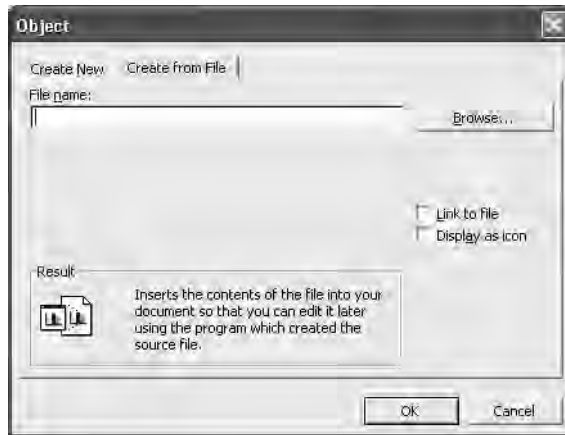 Object
Create New Create from File
File name:
Browse...
Link to file
Display as icon
Result
Inserts the contents of the file into your
document so that you can edit it later
using the program which created the
source file.
OK Cancel